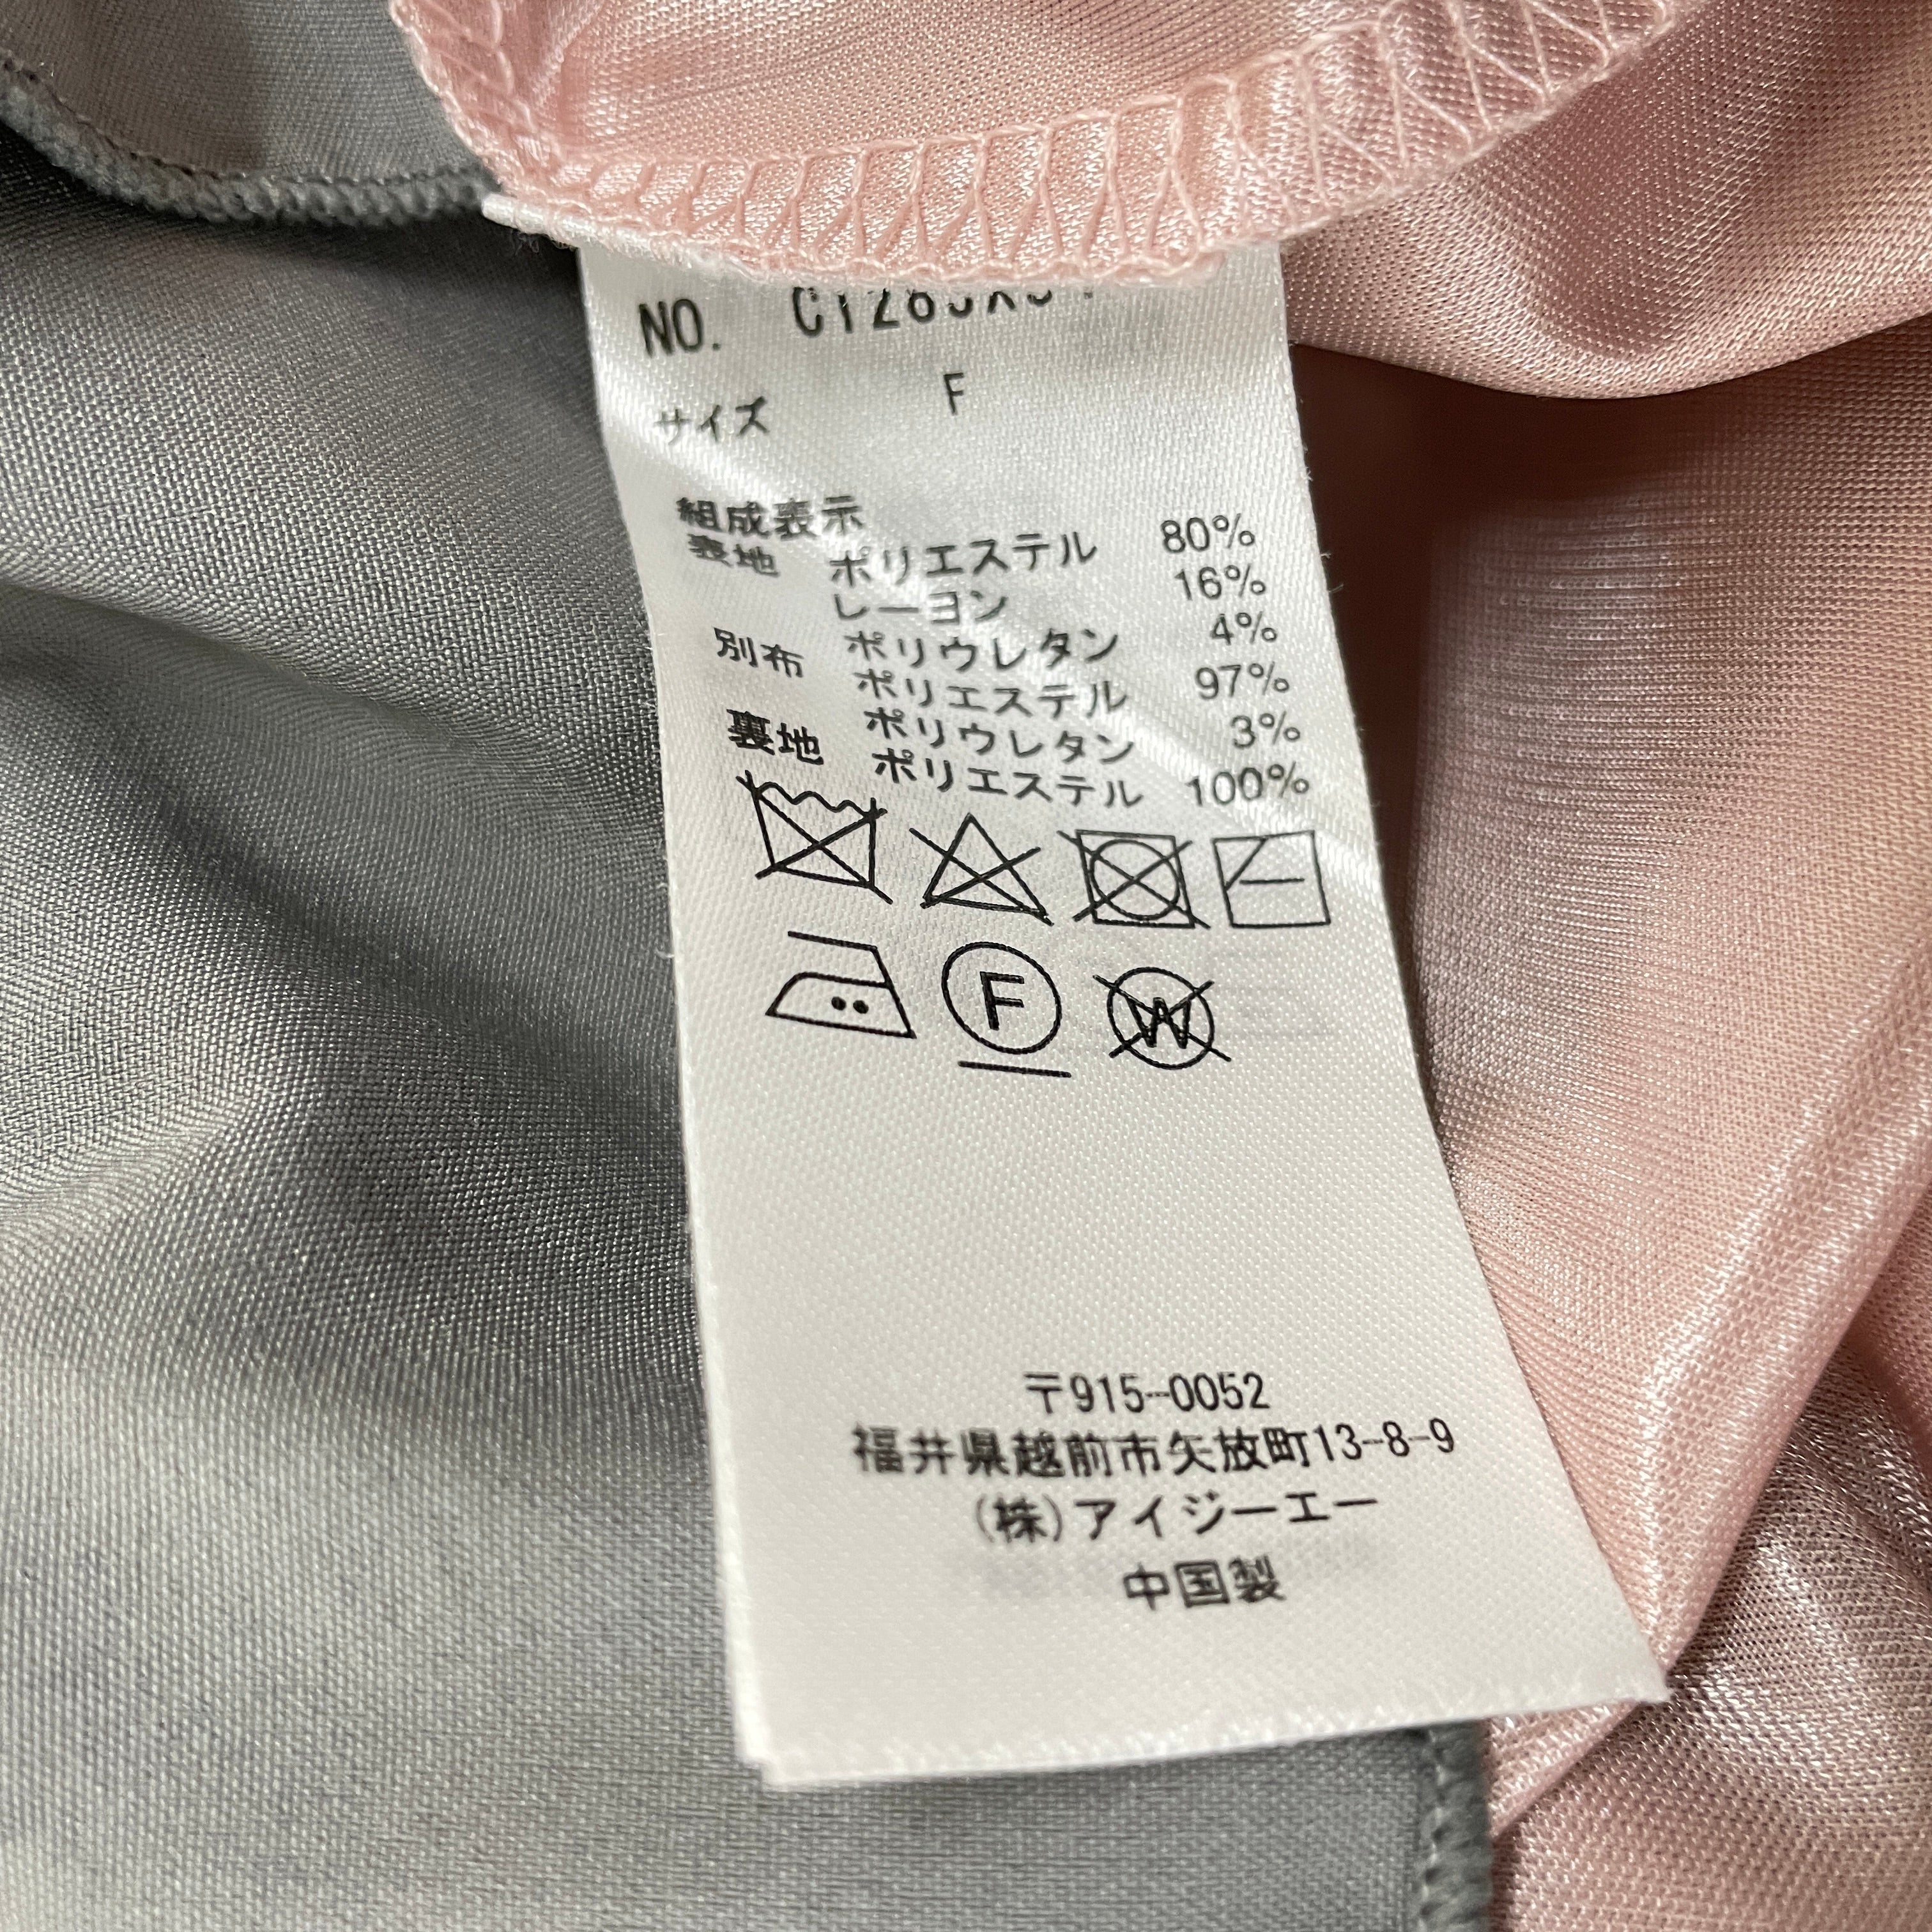 NO.
サイズ F
組成表示
表地 ポリエステル 80%
レーヨン 16%
ポリウレタン 4%
別布 ポリエステル 97%
ポリウレタン 3%
裏地 ポリエステル 100%
F W
〒915-0052
福井県越前市矢放町13-8-9
(株)アイジーエー
中国製